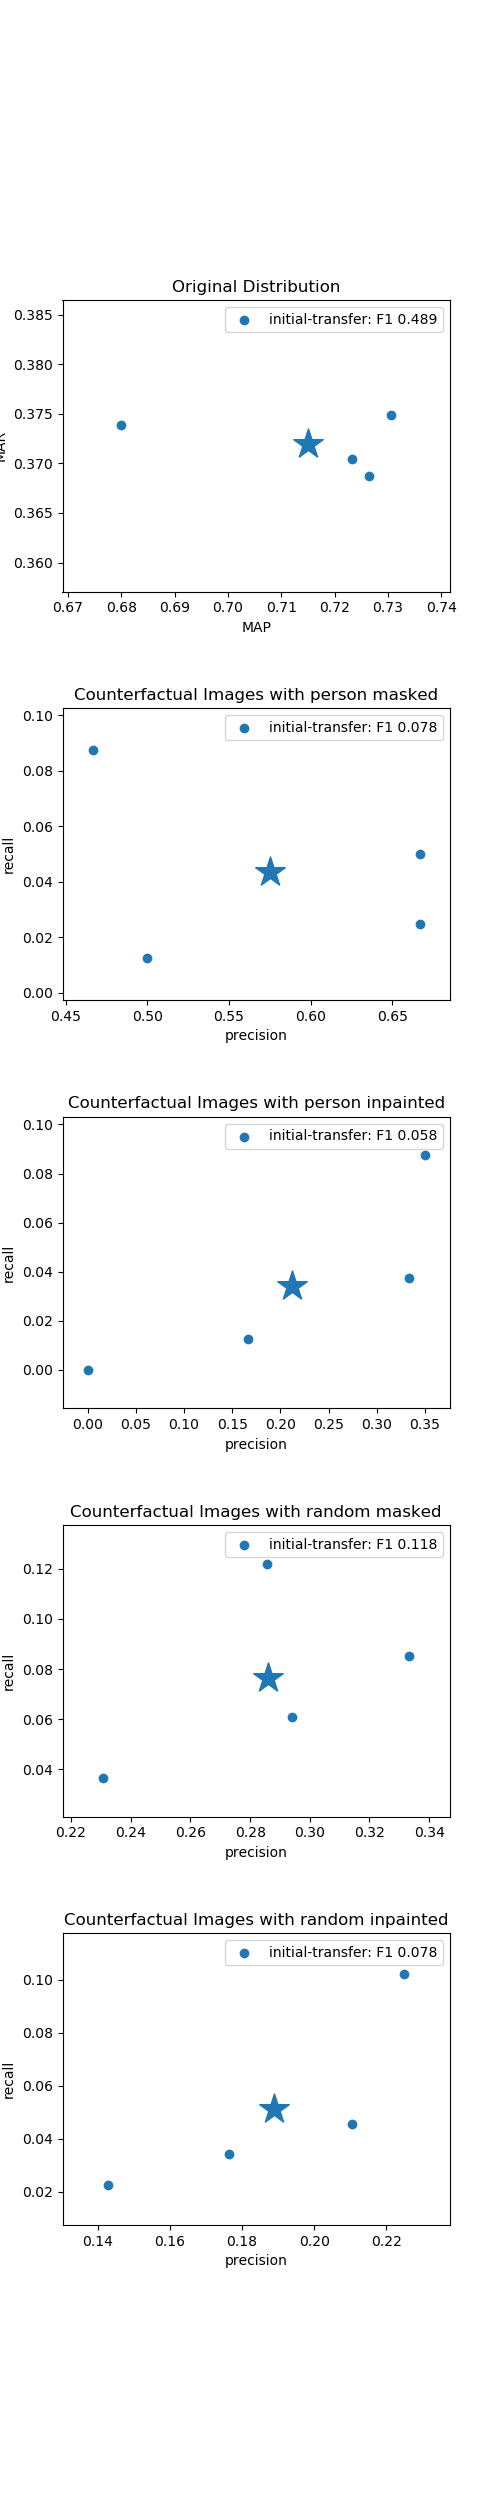 Original Distribution
initial-transfer: F1 0.489
0.385
0.380
0.375
0.370
0.365
0.360
MAR
0.67 0.68 0.69 0.70 0.71 0.72 0.73 0.74
MAP
Counterfactual Images with person masked
initial-transfer: F1 0.078
0.10
0.08
0.06
0.04
0.02
0.00
recall
0.45 0.50 0.55 0.60 0.65
precision
Counterfactual Images with person inpainted
initial-transfer: F1 0.058
0.10
0.08
0.06
0.04
0.02
0.00
recall
0.00 0.05 0.10 0.15 0.20 0.25 0.30 0.35
precision
Counterfactual Images with random masked
initial-transfer: F1 0.118
0.12
0.10
0.08
0.06
0.04
recall
0.22 0.24 0.26 0.28 0.30 0.32 0.34
precision
Counterfactual Images with random inpainted
initial-transfer: F1 0.078
0.10
0.08
0.06
0.04
0.02
recall
0.14 0.16 0.18 0.20 0.22
precision